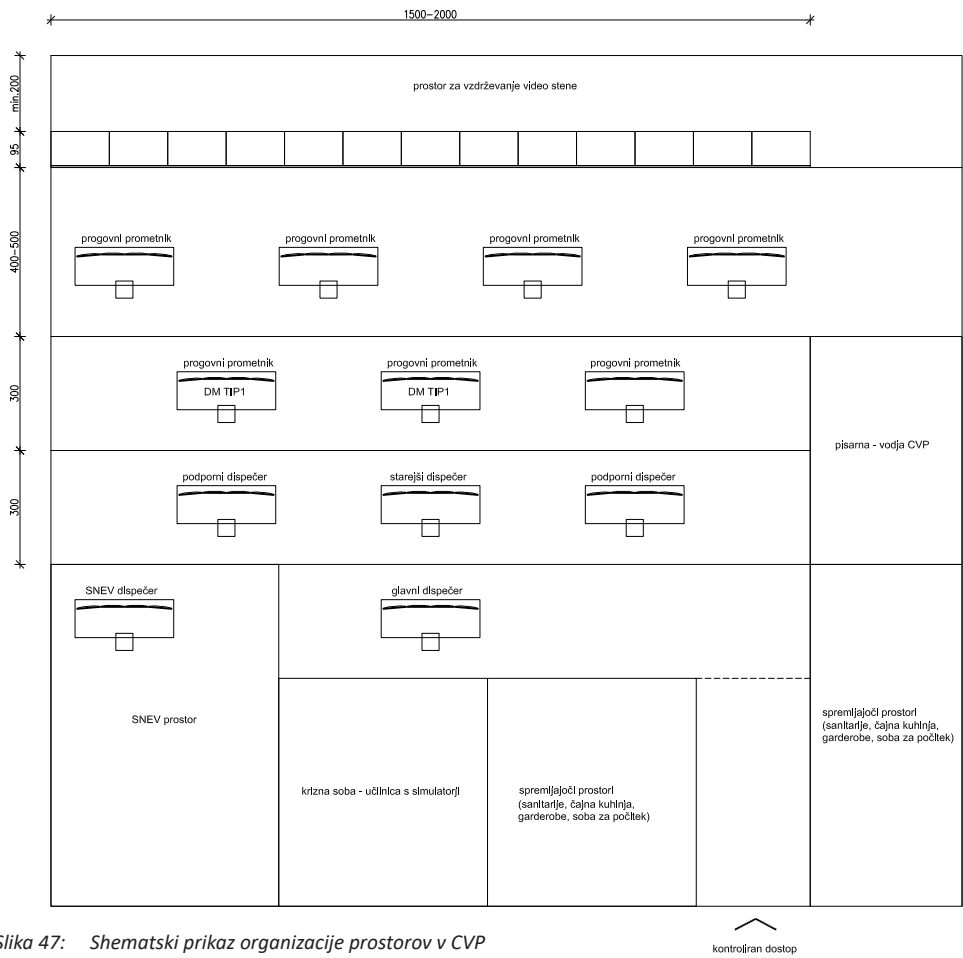 1500-2000
min.200
prostor za vzdrževanje video stene
95
400-500
progovni prometnik
progovni prometnik
progovni prometnik
progovni prometnik
300
progovni prometnik
progovni prometnik
progovni prometnik
DM TIP1
DM TIP1
pisarna - vodja CVP
300
podporni dispečer
starejši dispečer
podporni dispečer
SNEV dispečer
glavni dispečer
SNEV prostor
spremljajoči prostori
(sanitarije, čajna kuhinja,
garderobe, soba za počitek)
krizna soba - učilnica s simulatorji
spremljajoči prostori
(sanitarije, čajna kuhinja,
garderobe, soba za počitek)
Slika 47: Shematski prikaz organizacije prostorov v CVP
kontroliran dostop